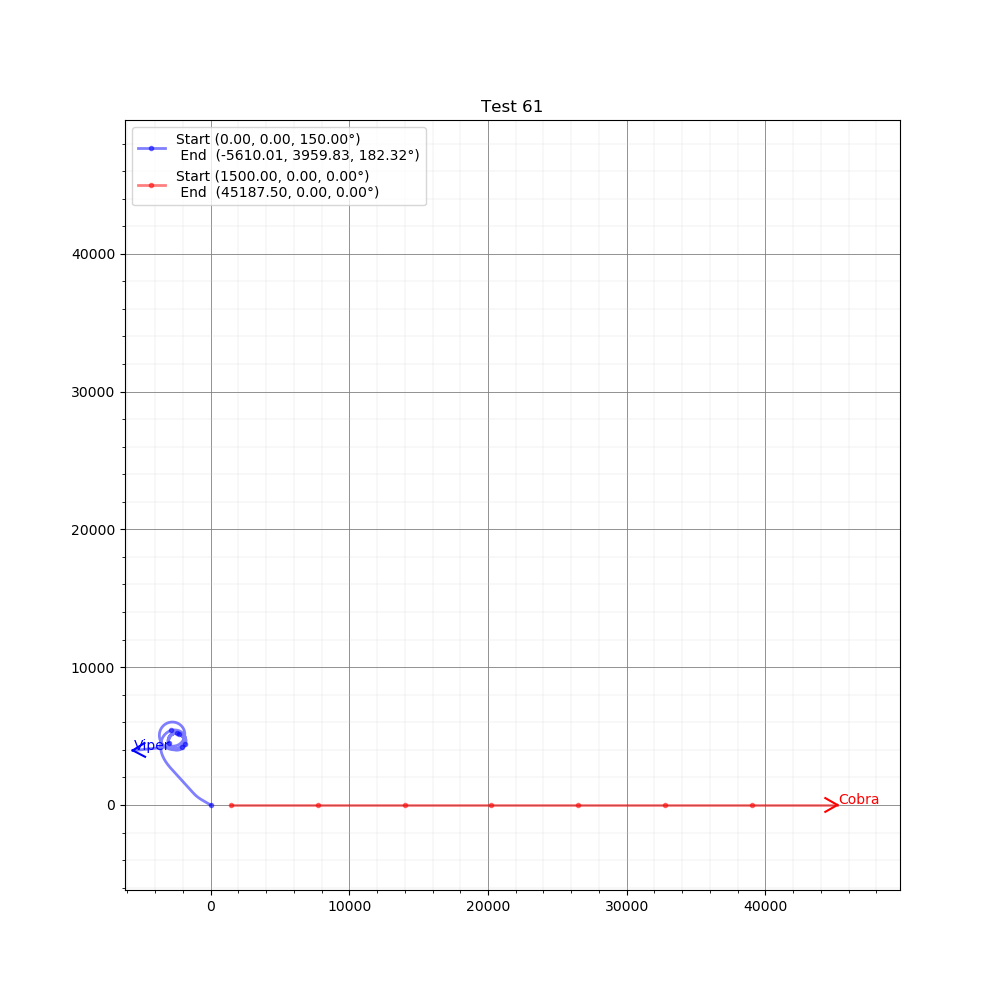 Test 61
Start (0.00, 0.00, 150.00°)
End (-5610.01, 3959.83, 182.32°)
Start (1500.00, 0.00, 0.00°)
End (45187.50, 0.00, 0.00°)
40000
30000
20000
10000
Viper
0
Cobra
0 10000 20000 30000 40000